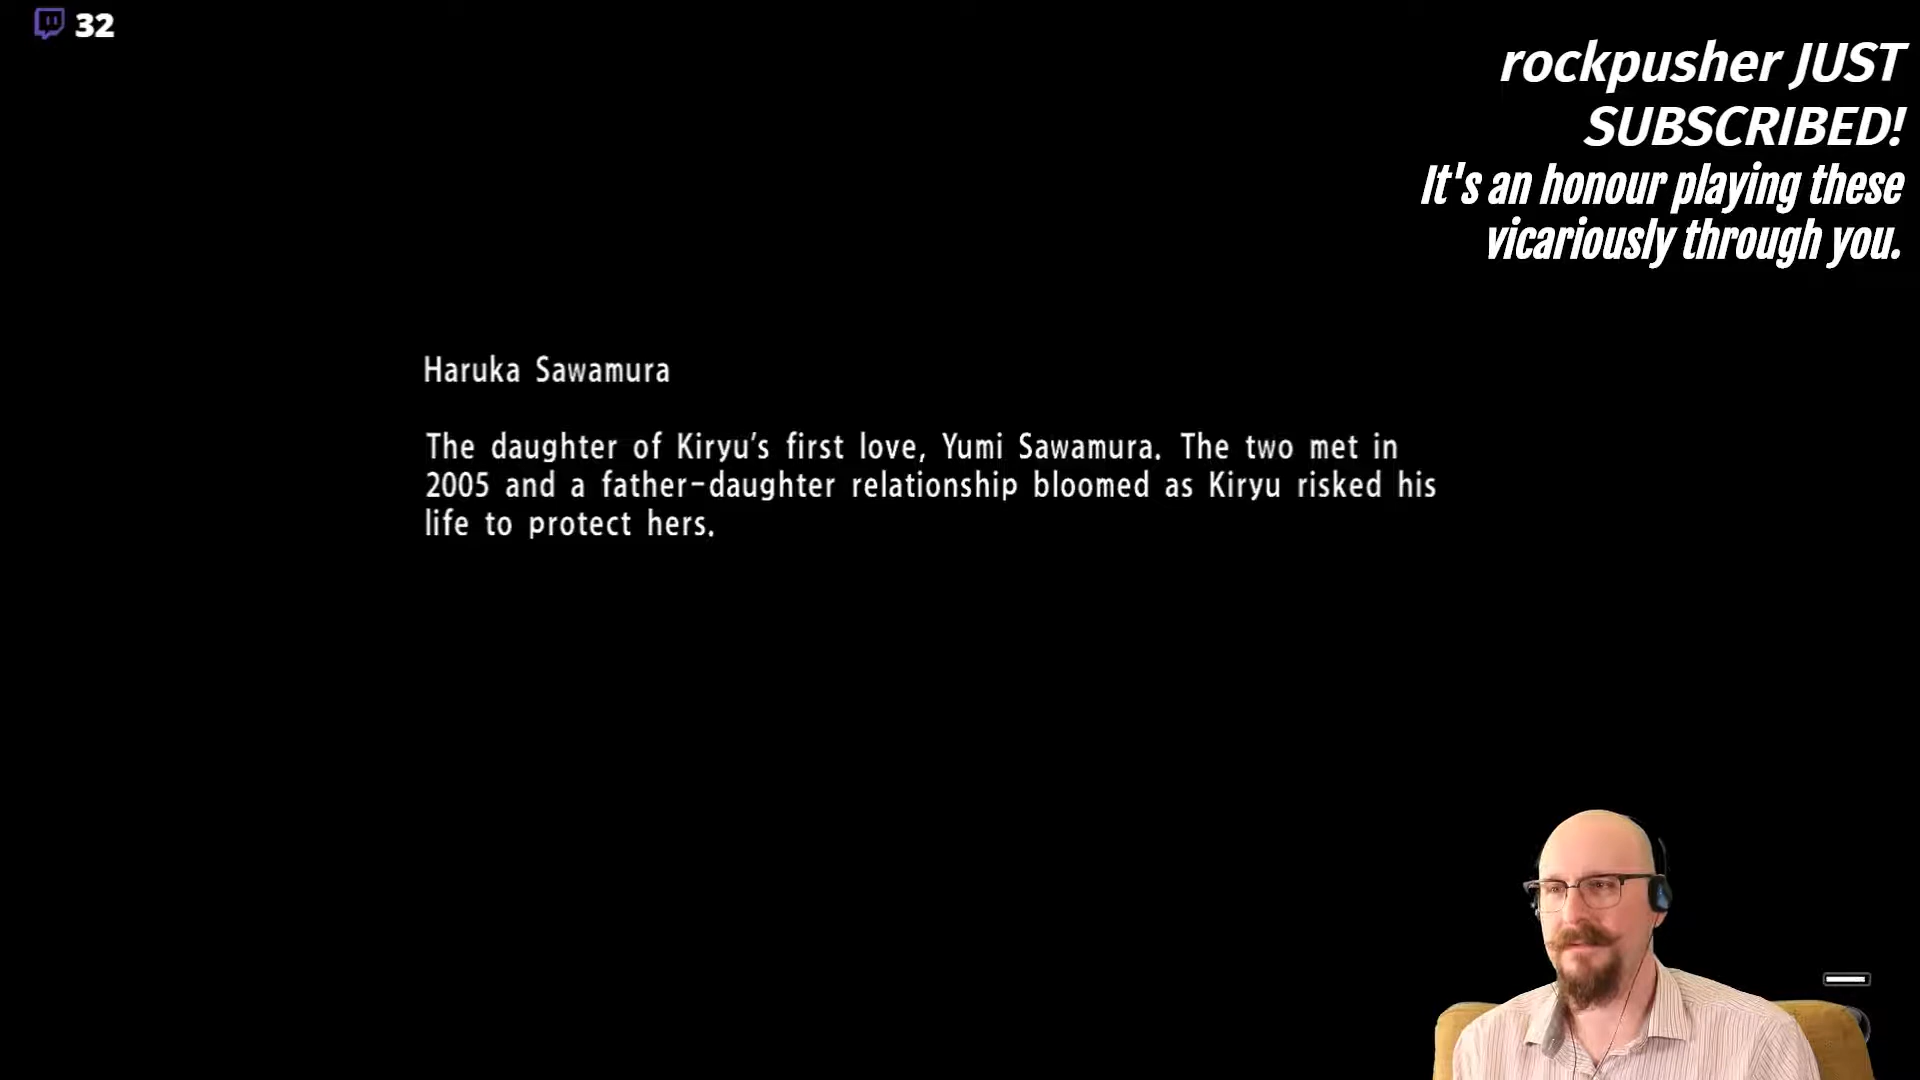 32
rockpusher JUST
SUBSCRIBED!
It's an honour playing these
vicariously through you.
Haruka Sawamura
The daughter of Kiryu's first love, Yumi Sawamura. The two met in
2005 and a father-daughter relationship bloomed as Kiryu risked his
life to protect hers.